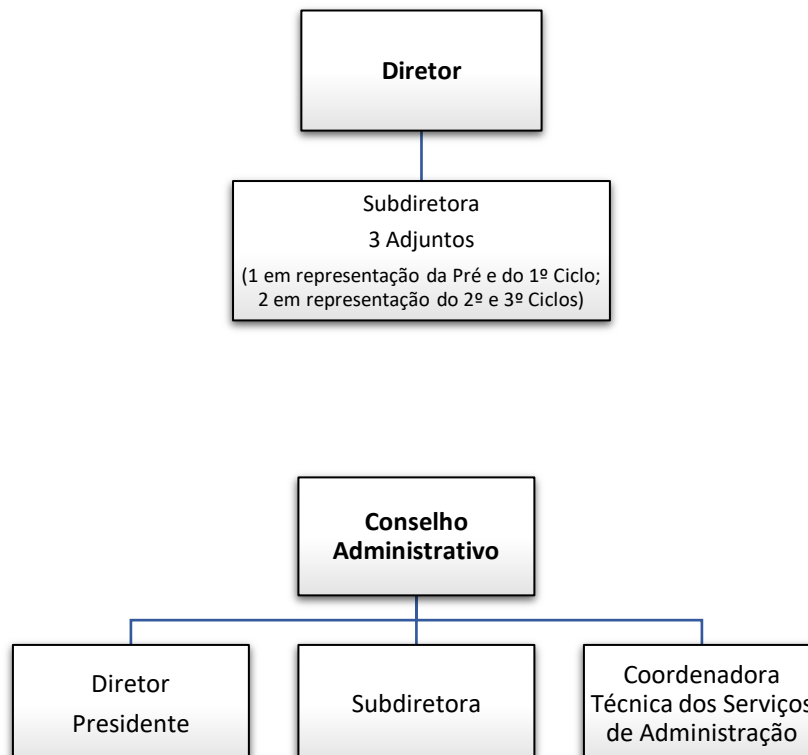 Diretor
Subdiretora
3 Adjuntos
(1 em representação da Pré e do 1º Ciclo;
2 em representação do 2º e 3º Ciclos)
Conselho
Administrativo
Diretor
Presidente
Subdiretora
Coordenadora
Técnica dos Serviços
de Administração